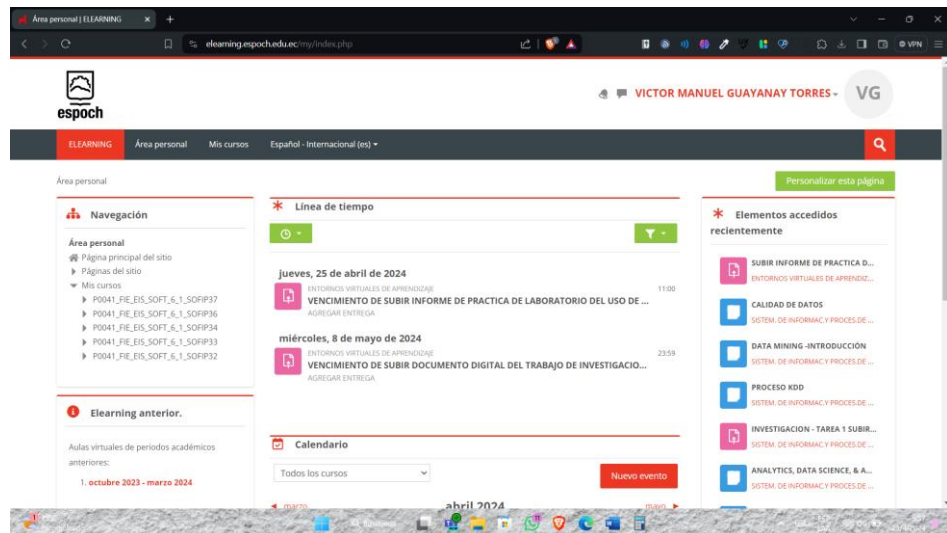 Área personal | ELEARNING
elearning.espoch.edu.ec/my/index.php
VPN
espoch
VICTOR MANUEL GUAYANAY TORRES
VG
ELEARNING Área personal Mis cursos Español - Internacional (es)
Área personal
Personalizar esta página
Navegación
Área personal
Página principal del sitio
Páginas del sitio
Mis cursos
P0041_FIE_EIS_SOFT_6_1_SOFIP37
P0041_FIE_EIS_SOFT_6_1_SOFIP36
P0041_FIE_EIS_SOFT_6_1_SOFIP34
P0041_FIE_EIS_SOFT_6_1_SOFIP33
P0041_FIE_EIS_SOFT_6_1_SOFIP32
Elearning anterior.
Aulas virtuales de periodos académicos
anteriores:
1. octubre 2023 - marzo 2024
Línea de tiempo
jueves, 25 de abril de 2024
ENTORNOS VIRTUALES DE APRENDIZAJE
11:00
VENCIMIENTO DE SUBIR INFORME DE PRACTICA DE LABORATORIO DEL USO DE ...
AGREGAR ENTREGA
miércoles, 8 de mayo de 2024
ENTORNOS VIRTUALES DE APRENDIZAJE
23:59
VENCIMIENTO DE SUBIR DOCUMENTO DIGITAL DEL TRABAJO DE INVESTIGACIO...
AGREGAR ENTREGA
Calendario
Todos los cursos
Nuevo evento
marzo
abril 2024
mayo
Elementos accedidos
recientemente
SUBIR INFORME DE PRACTICA D...
ENTORNOS VIRTUALES DE APRENDIZ...
CALIDAD DE DATOS
SISTEM. DE INFORMAC.Y PROCES.DE ...
DATA MINING -INTRODUCCIÓN
SISTEM. DE INFORMAC.Y PROCES.DE ...
PROCESO KDD
SISTEM. DE INFORMAC.Y PROCES.DE ...
INVESTIGACION - TAREA 1 SUBIR...
SISTEM. DE INFORMAC.Y PROCES.DE ...
ANALYTICS, DATA SCIENCE, & A...
SISTEM. DE INFORMAC.Y PROCES.DE ...